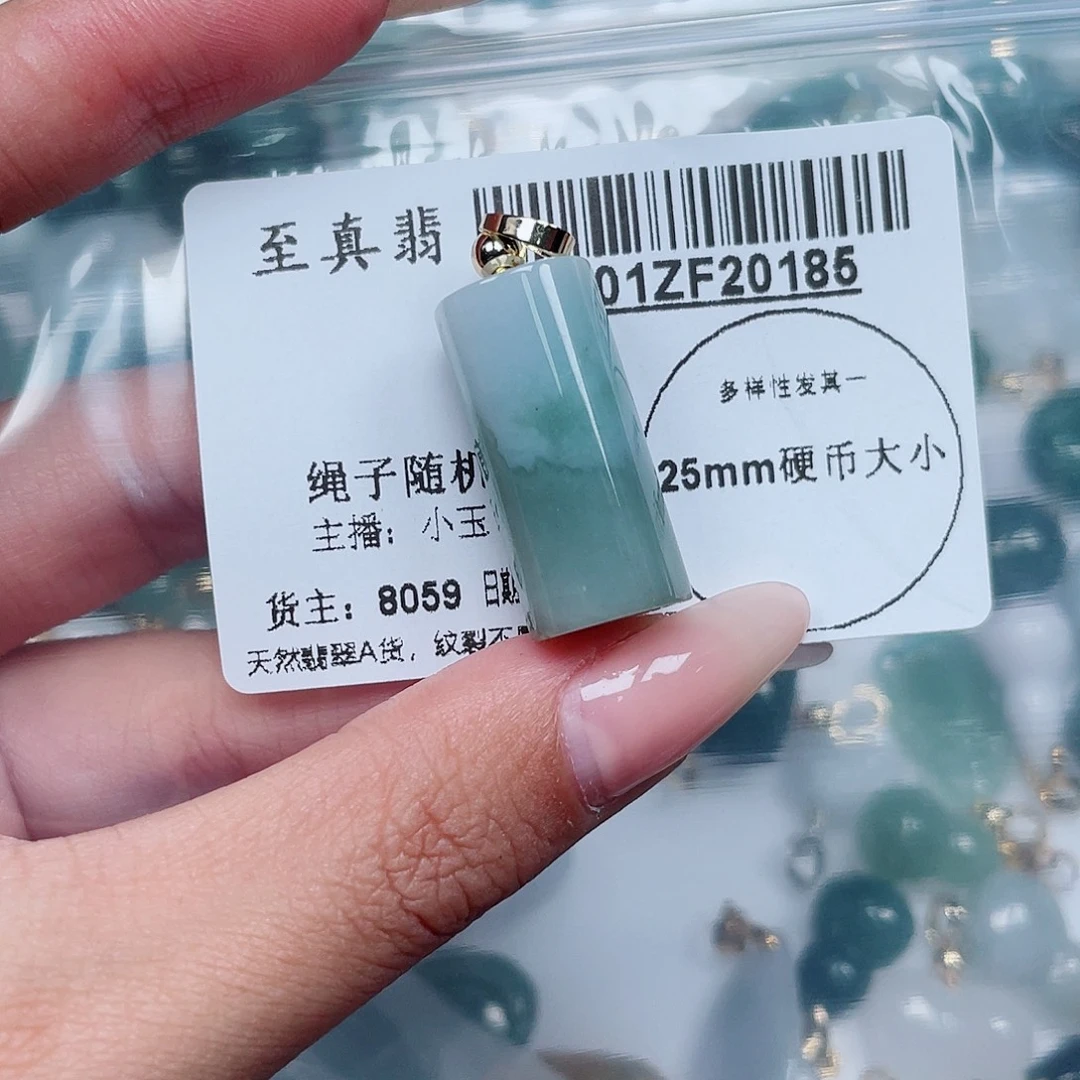 至真翡
01ZF20185
多样性发其一
25mm硬币大小
绳子随机
主播：小玉
货主：8059 日期
天然翡翠A货，纹裂不